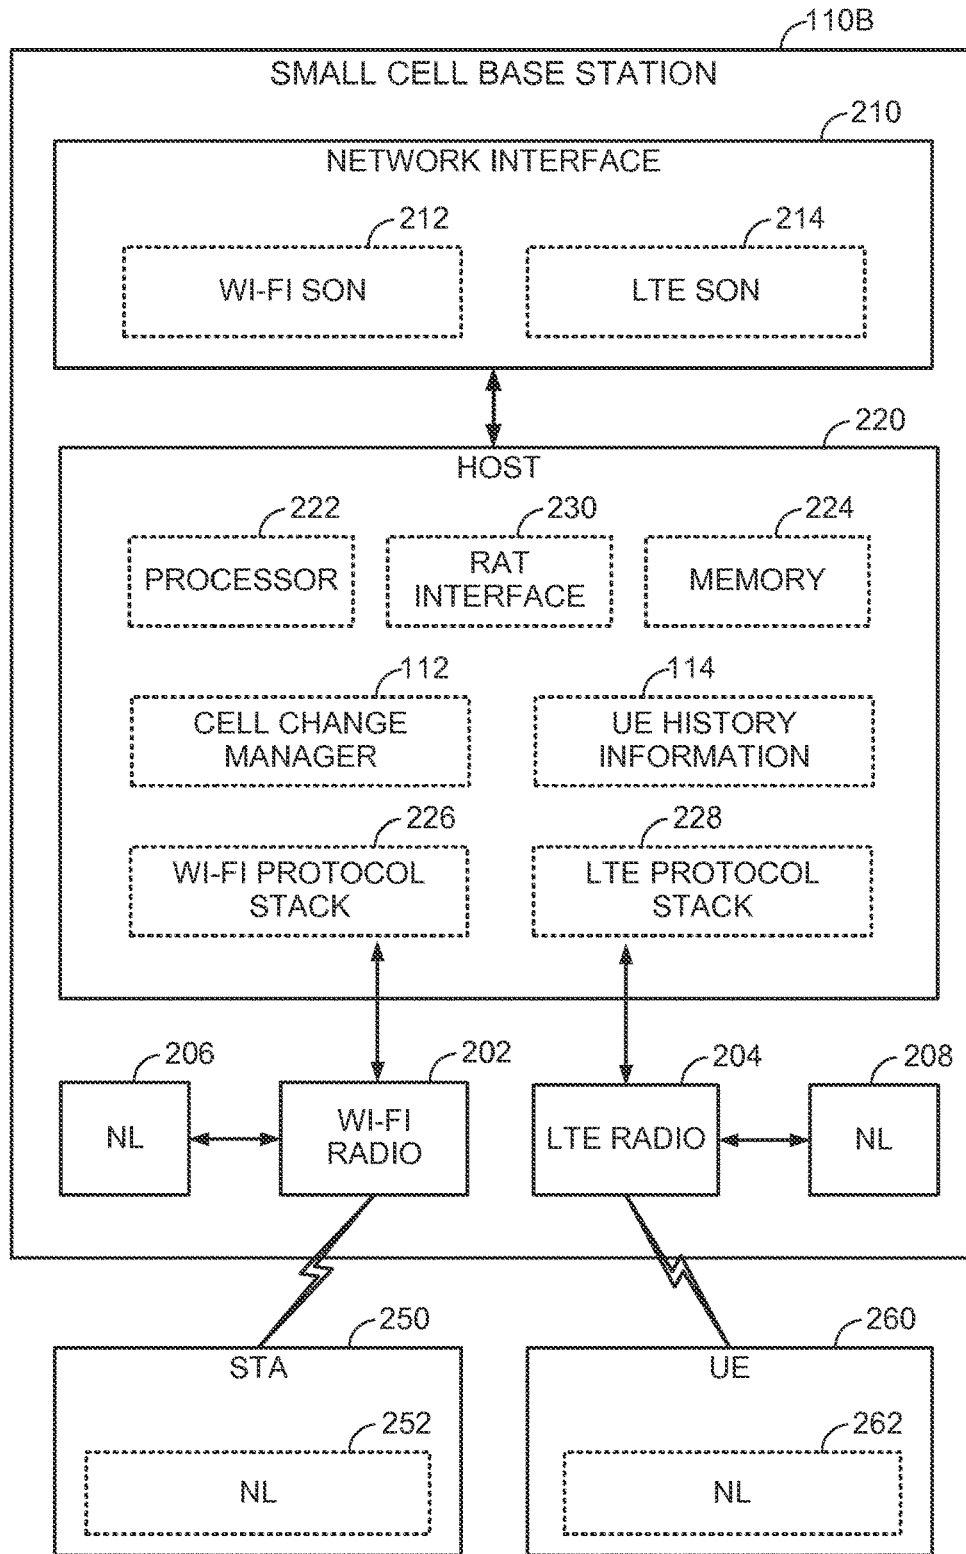 110B
SMALL CELL BASE STATION
210
NETWORK INTERFACE
212
214
WI-FI SON
LTE SON
220
HOST
222
230
224
PROCESSOR
RAT
INTERFACE
MEMORY
112
114
CELL CHANGE
MANAGER
UE HISTORY
INFORMATION
226
228
WI-FI PROTOCOL
STACK
LTE PROTOCOL
STACK
206
202
204
208
NL
WI-FI
RADIO
LTE RADIO
NL
250
260
STA
UE
252
262
NL
NL